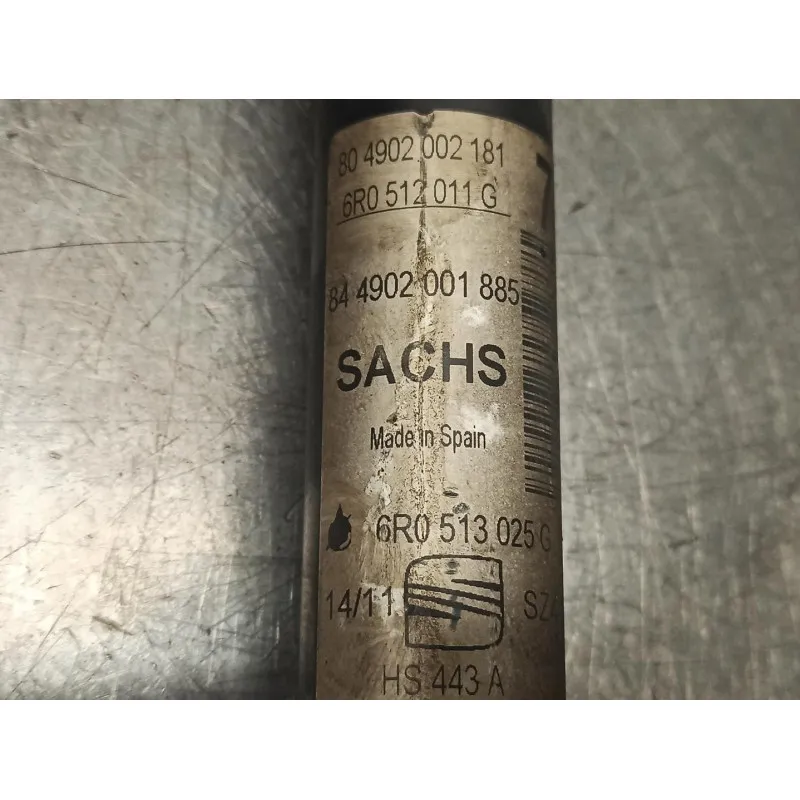 80 4902 002 181
6R0 512 011 G
84 4902 001 885
SACHS
Made in Spain
6R0 513 025 G
14/11
HS 443 A